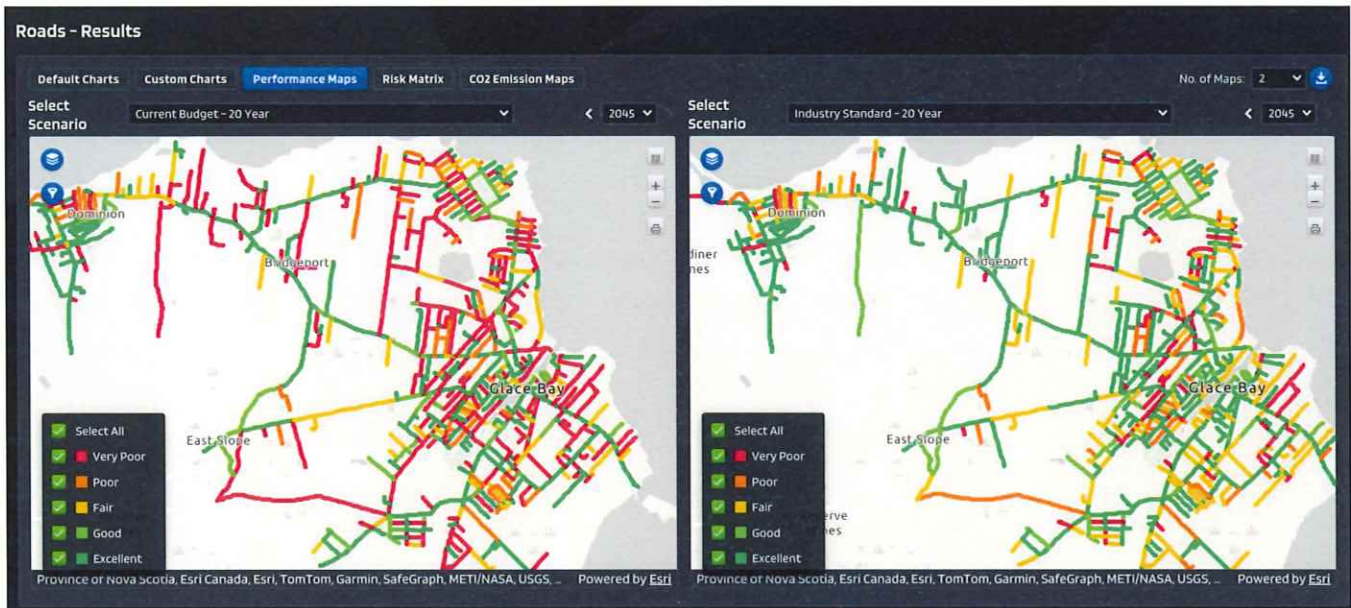 Roads - Results
Default Charts Custom Charts Performance Maps Risk Matrix CO2 Emission Maps No. of Maps: 2
Select Scenario Current Budget - 20 Year 2045
Select Scenario Industry Standard - 20 Year 2045
Dominion
Bridgeport
Glace Bay
East Slope
Select All
Very Poor
Poor
Fair
Good
Excellent
Province of Nova Scotia, Esri Canada, Esri, TomTom, Garmin, SafeGraph, METI/NASA, USGS, ... Powered by Esri
Dominion
diner
nes
Bridgeport
Glace Bay
East Slope
Select All
Very Poor
Poor
Fair
Good
Excellent
erve
nes
Province of Nova Scotia, Esri Canada, Esri, TomTom, Garmin, SafeGraph, METI/NASA, USGS, ... Powered by Esri